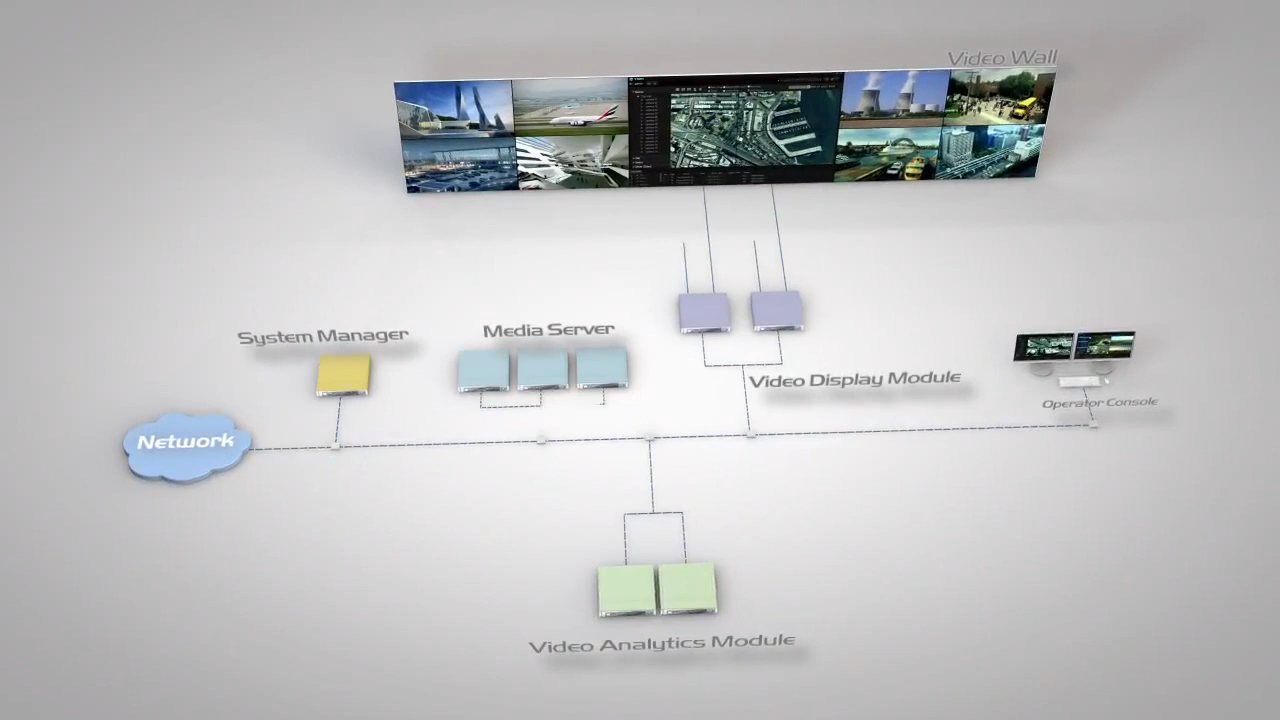 Video Wall
System Manager
Media Server
Video Display Module
Operator Console
Network
Video Analytics Module